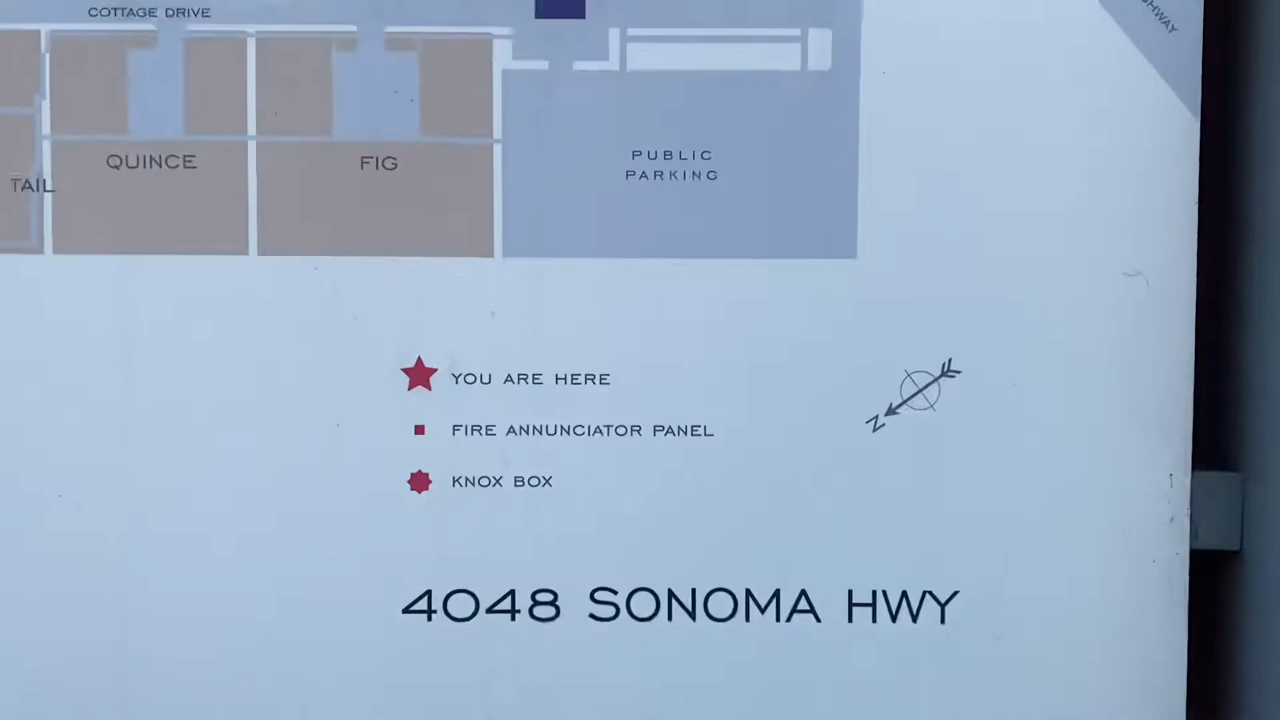 COTTAGE DRIVE
QUINCE
FIG
TAIL
PUBLIC
PARKING
YOU ARE HERE
FIRE ANNUNCIATOR PANEL
KNOX BOX
N
4048 SONOMA HWY